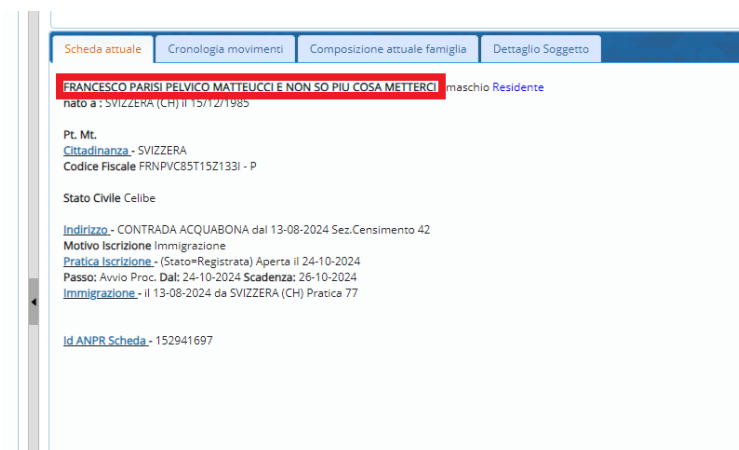 Scheda attuale Cronologia movimenti Composizione attuale famiglia Dettaglio Soggetto
FRANCESCO PARISI PELVICO MATTEUCCI E NON SO PIU COSA METTERCI maschio Residente
nato a : SVIZZERA (CH) il 15/12/1985
Pt. Mt.
Cittadinanza - SVIZZERA
Codice Fiscale FRNPVC85T15Z133I - P
Stato Civile Celibe
Indirizzo - CONTRADA ACQUABONA dal 13-08-2024 Sez.Censimento 42
Motivo Iscrizione Immigrazione
Pratica Iscrizione - (Stato=Registrata) Aperta il 24-10-2024
Passo: Avvio Proc. Dal: 24-10-2024 Scadenza: 26-10-2024
Immigrazione - il 13-08-2024 da SVIZZERA (CH) Pratica 77
Id ANPR Scheda - 152941697